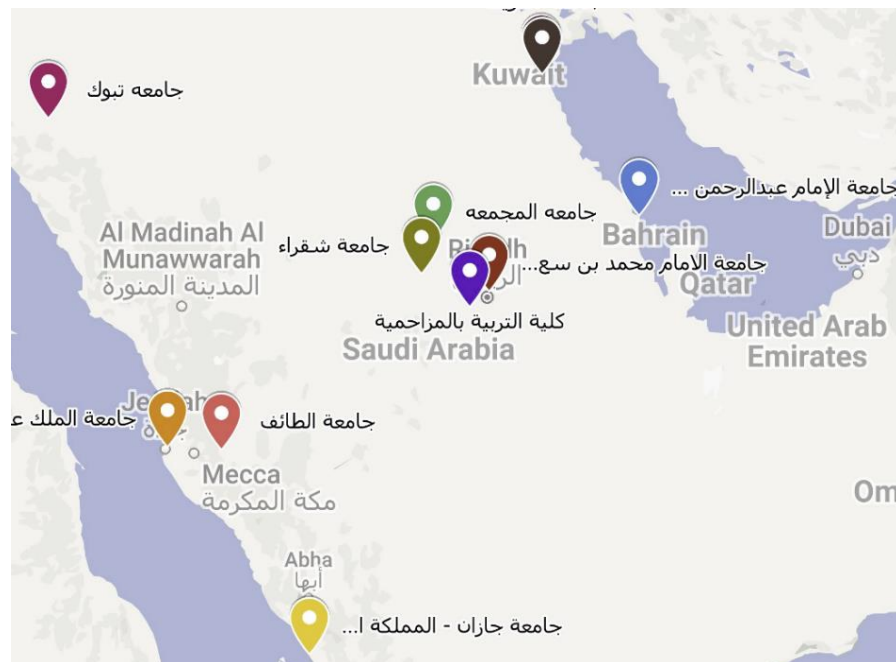 Kuwait
جامعه تبوك
جامعة الإمام عبدالرحمن ...
جامعه المجمعه
Al Madinah Al
Munawwarah
المدينة المنورة
جامعة شقراء
Bahrain
Dubai
دبي
جامعة الامام محمد بن سع...
Qatar
كلية التربية بالمزاحمية
Saudi Arabia
United Arab
Emirates
جامعة الملك ع
جامعة الطائف
Mecca
مكة المكرمة
Om
Abha
أبها
جامعة جازان - المملكة ا...